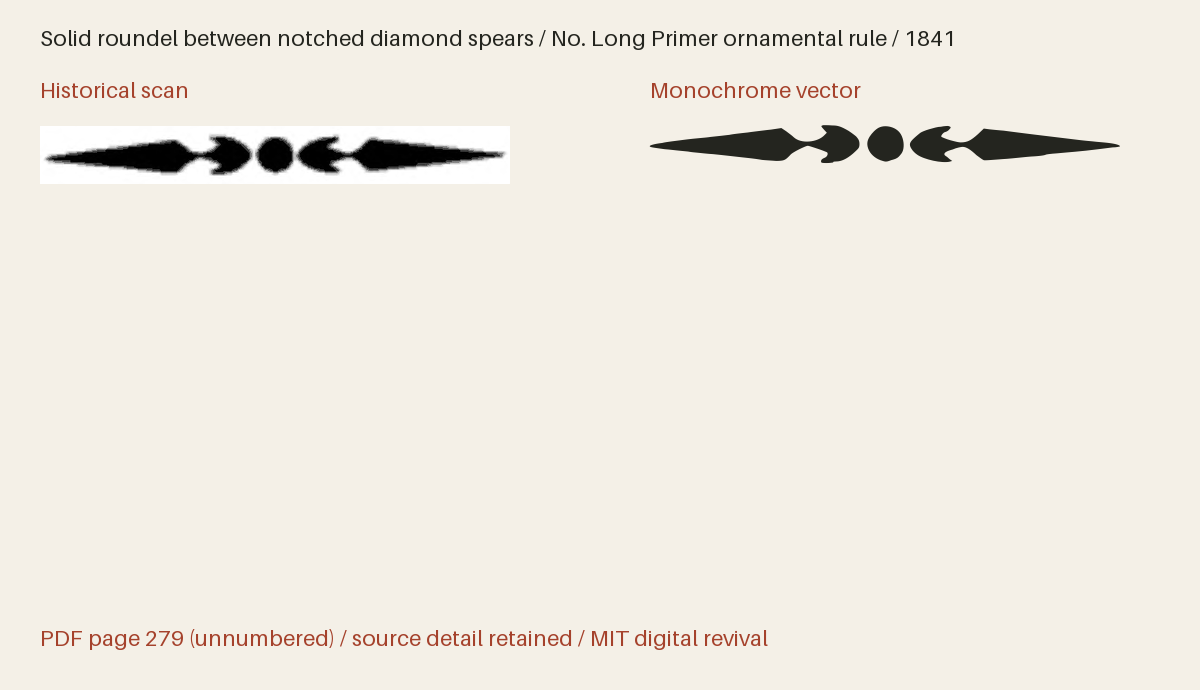 Solid roundel between notched diamond spears / No. Long Primer ornamental rule / 1841
Historical scan
Monochrome vector
PDF page 279 (unnumbered) / source detail retained / MIT digital revival